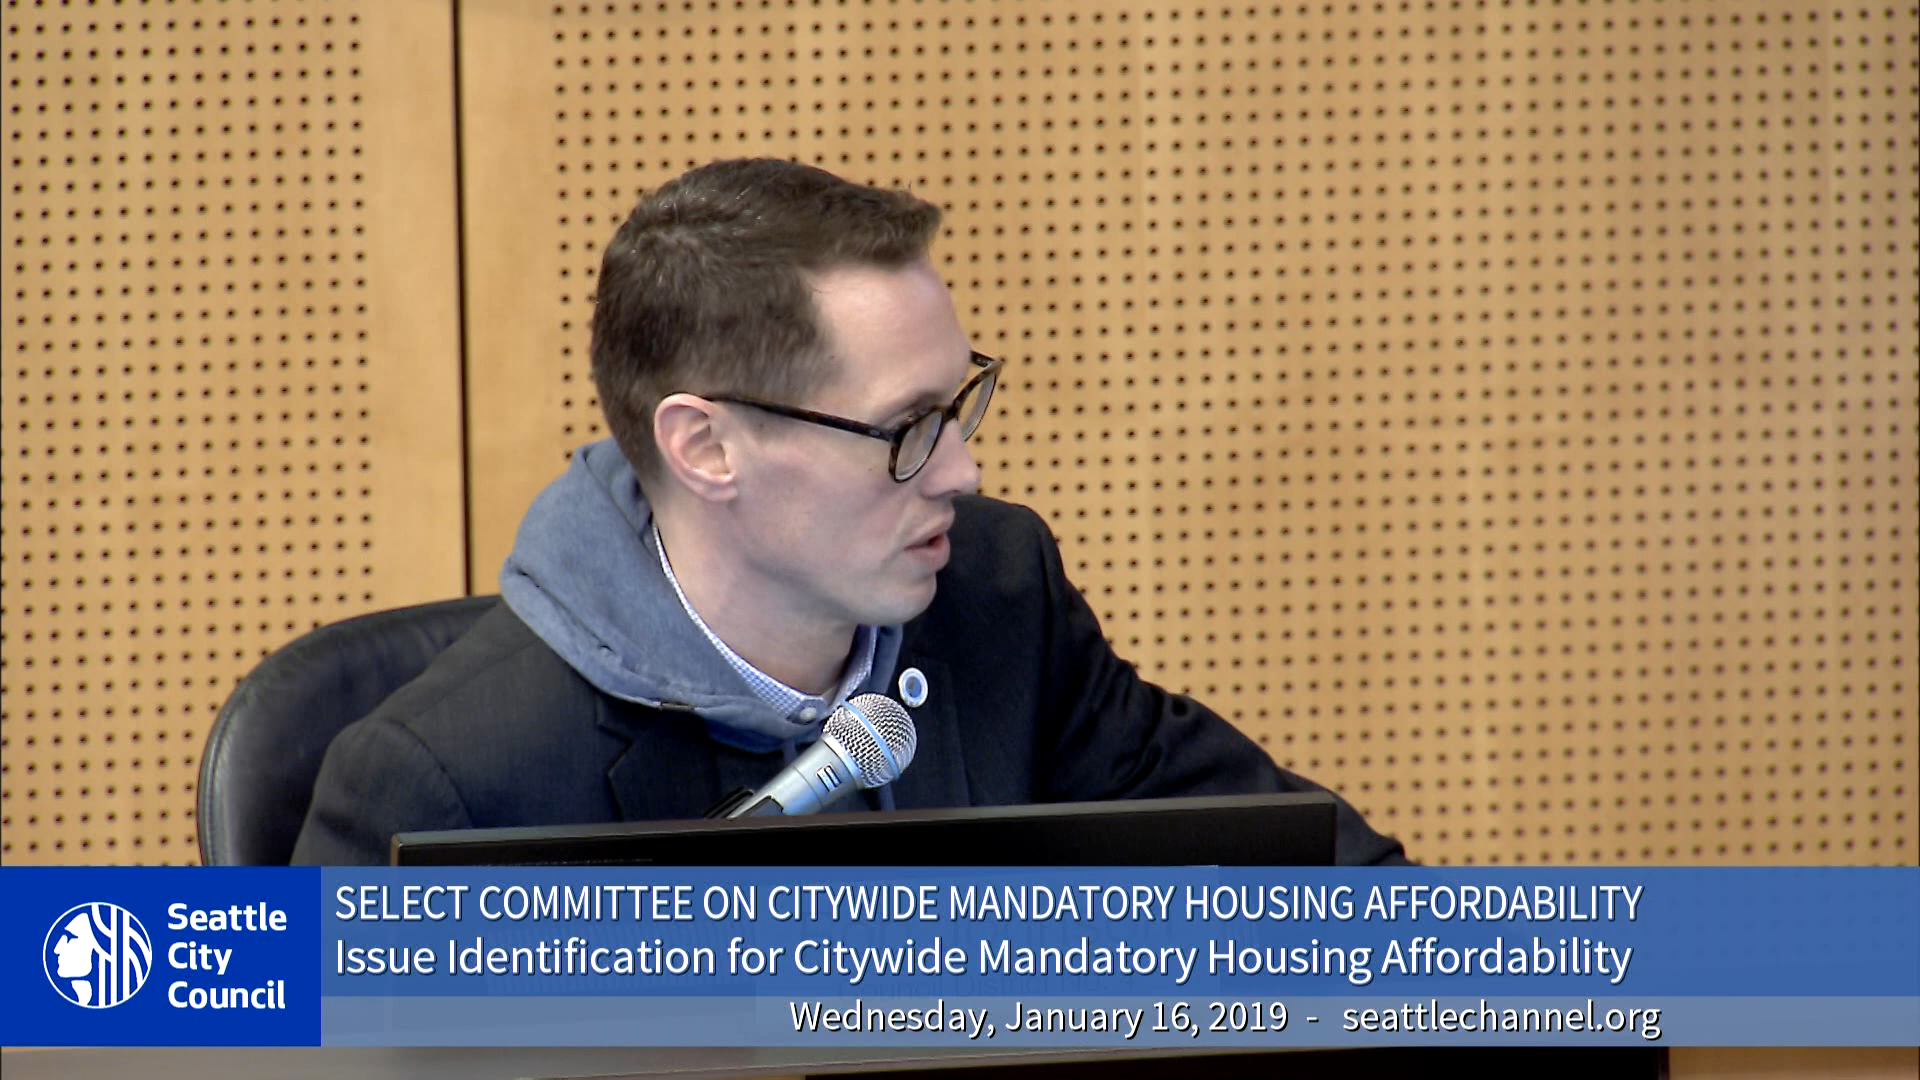 Seattle
City
Council
SELECT COMMITTEE ON CITYWIDE MANDATORY HOUSING AFFORDABILITY
Issue Identification for Citywide Mandatory Housing Affordability
Wednesday, January 16, 2019 - seattlechannel.org